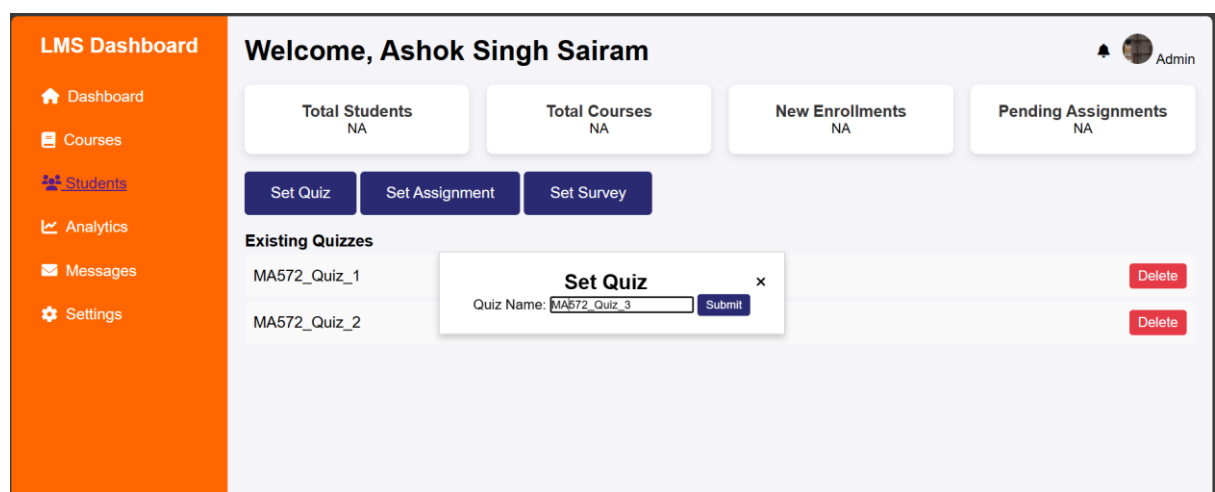 LMS Dashboard
Dashboard
Courses
Students
Analytics
Messages
Settings
Welcome, Ashok Singh Sairam
Admin
Total Students
NA
Total Courses
NA
New Enrollments
NA
Pending Assignments
NA
Set Quiz
Set Assignment
Set Survey
Existing Quizzes
MA572_Quiz_1
Delete
MA572_Quiz_2
Delete
Set Quiz
×
Quiz Name: MA572_Quiz_3 Submit